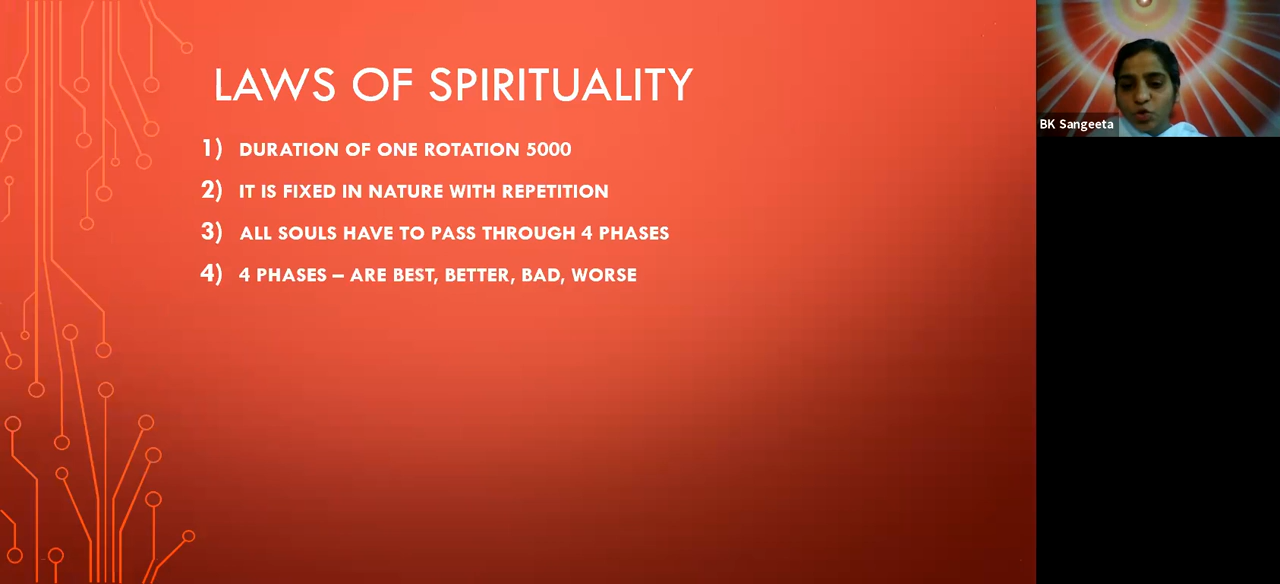 LAWS OF SPIRITUALITY
1) DURATION OF ONE ROTATION 5000
2) IT IS FIXED IN NATURE WITH REPETITION
3) ALL SOULS HAVE TO PASS THROUGH 4 PHASES
4) 4 PHASES – ARE BEST, BETTER, BAD, WORSE
BK Sangeeta